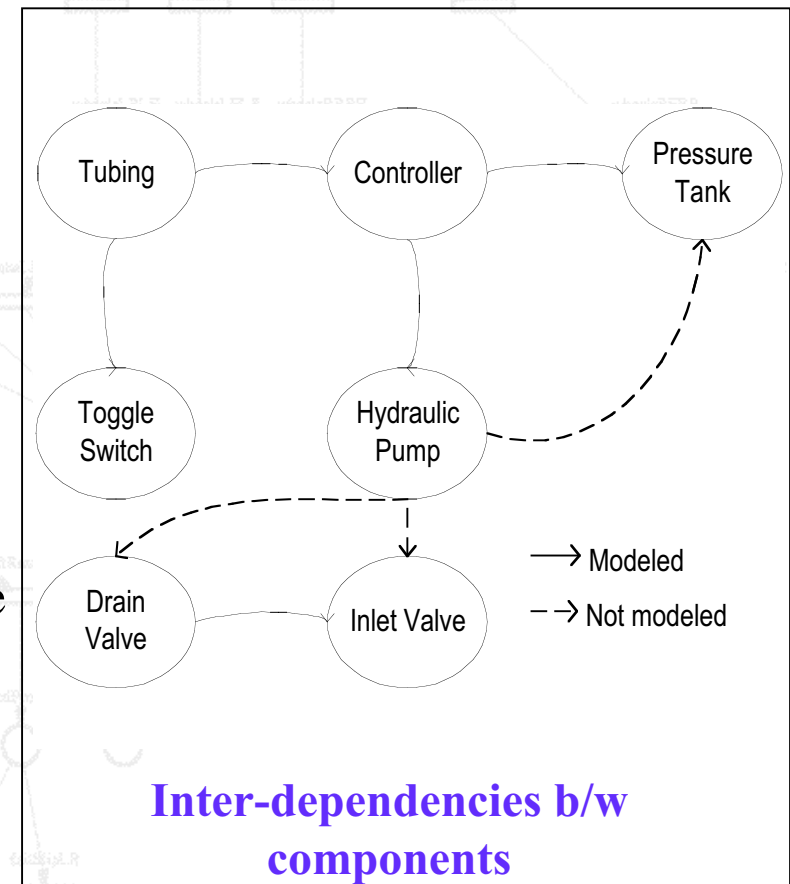 Tubing
Controller
Pressure
Tank
Toggle
Switch
Hydraulic
Pump
Drain
Valve
Inlet Valve
Modeled
Not modeled
Inter-dependencies b/w
components